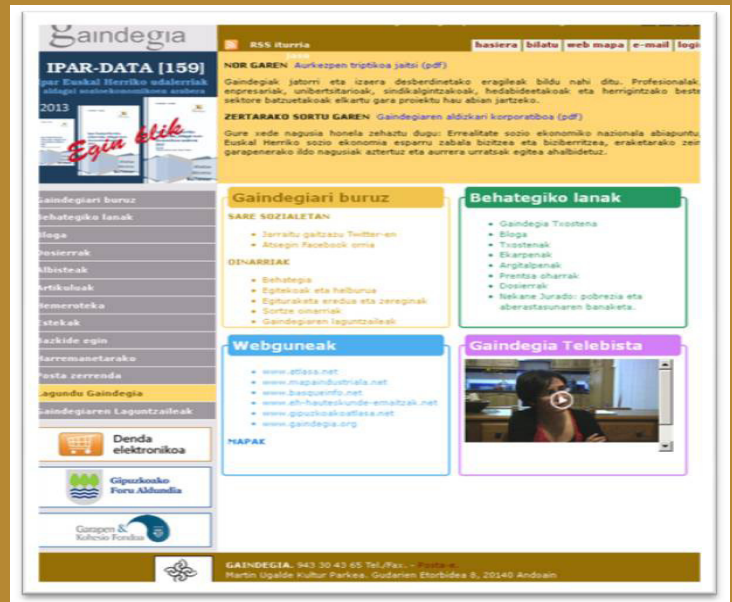 Gaindegia
RSS iturria
hasiera bilatu web mapa e-mail login
IPAR-DATA [159]
Ipar Euskal Herriko udalerriak
aldagai sozioekonomikoen arabera
2013
Egin klik
NOR GAREN Aurkezpen triptikoa jaitsi (pdf)
Gaindegiak jatorri eta izaera desberdinetako eragileak bildu nahi ditu. Profesionalak,
enpresariak, unibertsitarioak, sindikalgintzakoak, hedabideetakoak eta herrigintzako beste
sektore batzuetakoak elkartu gara proiektu hau abian jartzeko.
ZERTARAKO SORTU GAREN Gaindegiaren aldizkari korporatiboa (pdf)
Gure xede nagusia honela zehaztu dugu: Errealitate sozio ekonomiko nazionala abiapuntu,
Euskal Herriko sozio ekonomia esparru zabala bizitzea eta biziberritzea, eraketarako zein
garapenerako ildo nagusiak aztertuz eta aurrera urratsak egitea ahalbidetuz.
Gaindegiari buruz
Behategiko lanak
Bloga
Dosierrak
Albisteak
Artikuluak
Hemeroteka
Estekak
Bazkide egin
Harremanetarako
Posta zerrenda
Lagundu Gaindegia
Gaindegiaren Laguntzaileak
Denda
elektronikoa
Gipuzkoako
Foru Aldundia
Garapen &
Kohesio Fondoa
Gaindegiari buruz
SARE SOZIALETAN
Jarraitu gaitzazu Twitter-en
Atsegin Facebook orria
OINARRIAK
Behategia
Egitekoak eta helburua
Egituraketa eredua eta zereginak
Sortze oinarriak
Gaindegiaren laguntzaileak
Behategiko lanak
Gaindegia Txostena
Bloga
Txostenak
Ekarpenak
Argitalpenak
Prentsa oharrak
Dosierrak
Nekane Jurado: pobrezia eta
aberastasunaren banaketa.
Webguneak
www.atlasa.net
www.mapaindustriala.net
www.basqueinfo.net
www.eh-hauteskunde-emaitzak.net
www.gipuzkoakoatlasa.net
www.gaindegia.org
MAPAK
Gaindegia Telebista
GAINDEGIA. 943 30 43 65 Tel./Fax. - Posta-e.
Martin Ugalde Kultur Parkea. Gudarien Etorbidea 8, 20140 Andoain